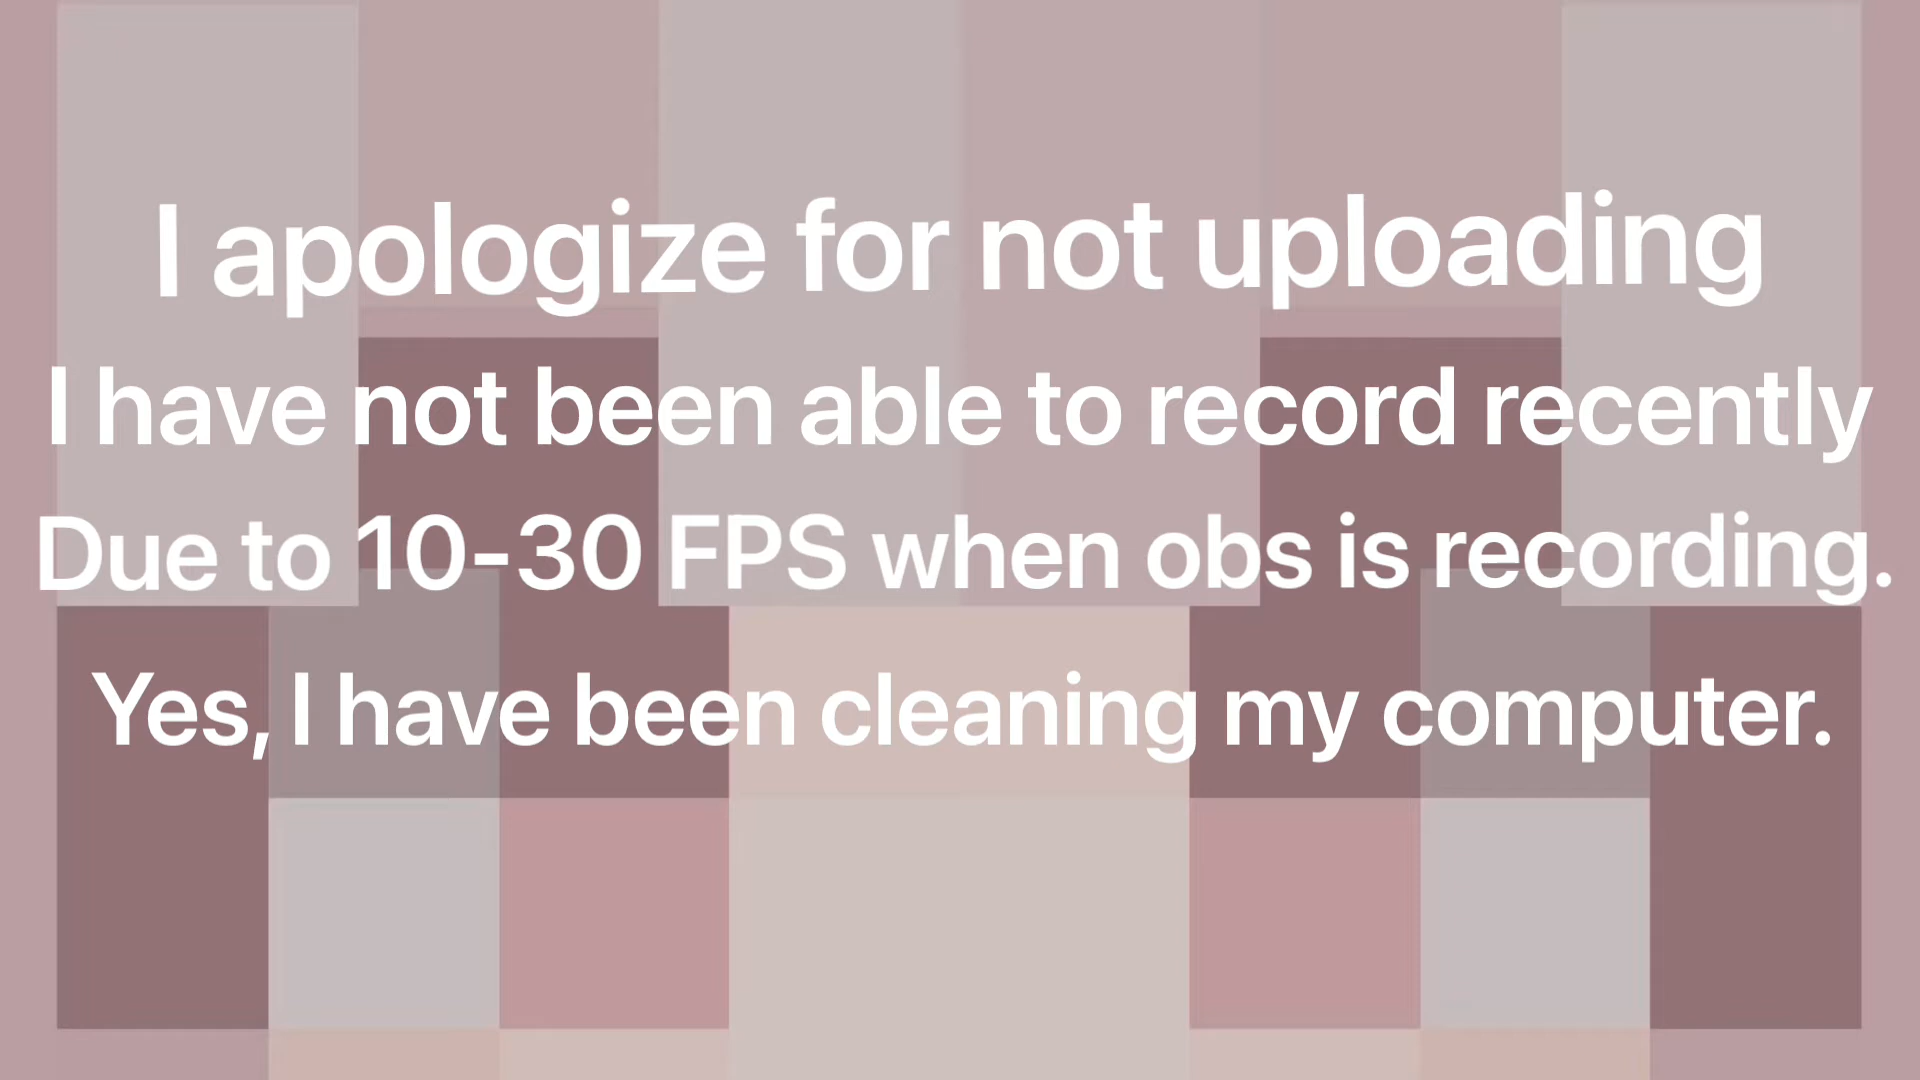 I apologize for not uploading
I have not been able to record recently
Due to 10-30 FPS when obs is recording.
Yes, I have been cleaning my computer.